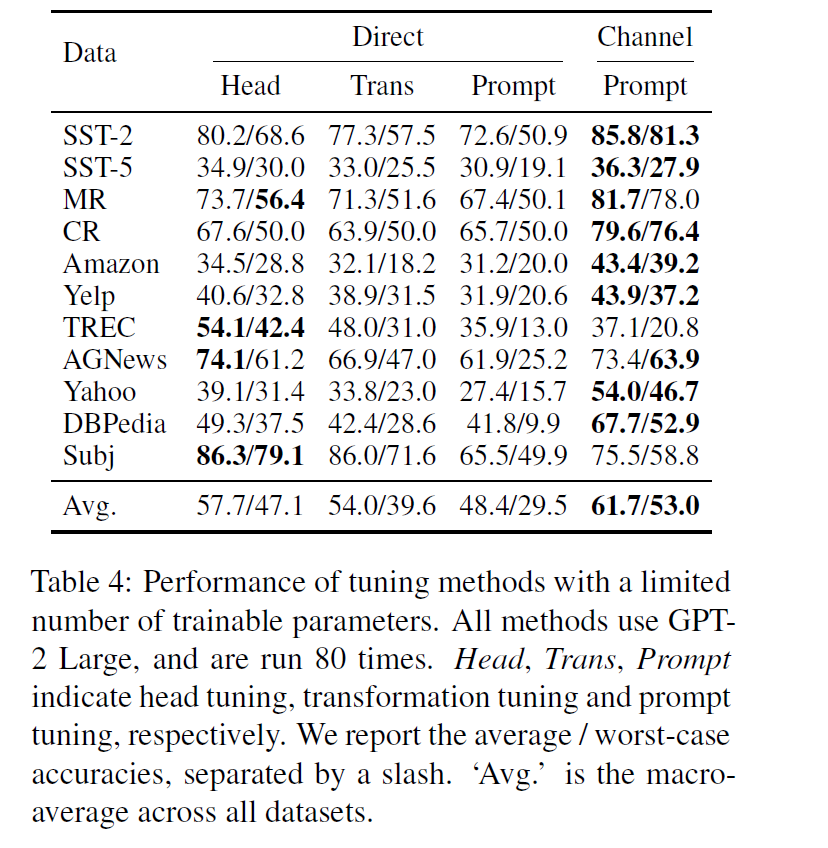 Data Direct Channel
Head Trans Prompt Prompt
SST-2 80.2/68.6 77.3/57.5 72.6/50.9 85.8/81.3
SST-5 34.9/30.0 33.0/25.5 30.9/19.1 36.3/27.9
MR 73.7/56.4 71.3/51.6 67.4/50.1 81.7/78.0
CR 67.6/50.0 63.9/50.0 65.7/50.0 79.6/76.4
Amazon 34.5/28.8 32.1/18.2 31.2/20.0 43.4/39.2
Yelp 40.6/32.8 38.9/31.5 31.9/20.6 43.9/37.2
TREC 54.1/42.4 48.0/31.0 35.9/13.0 37.1/20.8
AGNews 74.1/61.2 66.9/47.0 61.9/25.2 73.4/63.9
Yahoo 39.1/31.4 33.8/23.0 27.4/15.7 54.0/46.7
DBPedia 49.3/37.5 42.4/28.6 41.8/9.9 67.7/52.9
Subj 86.3/79.1 86.0/71.6 65.5/49.9 75.5/58.8
Avg. 57.7/47.1 54.0/39.6 48.4/29.5 61.7/53.0
Table 4: Performance of tuning methods with a limited
number of trainable parameters. All methods use GPT-
2 Large, and are run 80 times. Head, Trans, Prompt
indicate head tuning, transformation tuning and prompt
tuning, respectively. We report the average / worst-case
accuracies, separated by a slash. ‘Avg.’ is the macro-
average across all datasets.